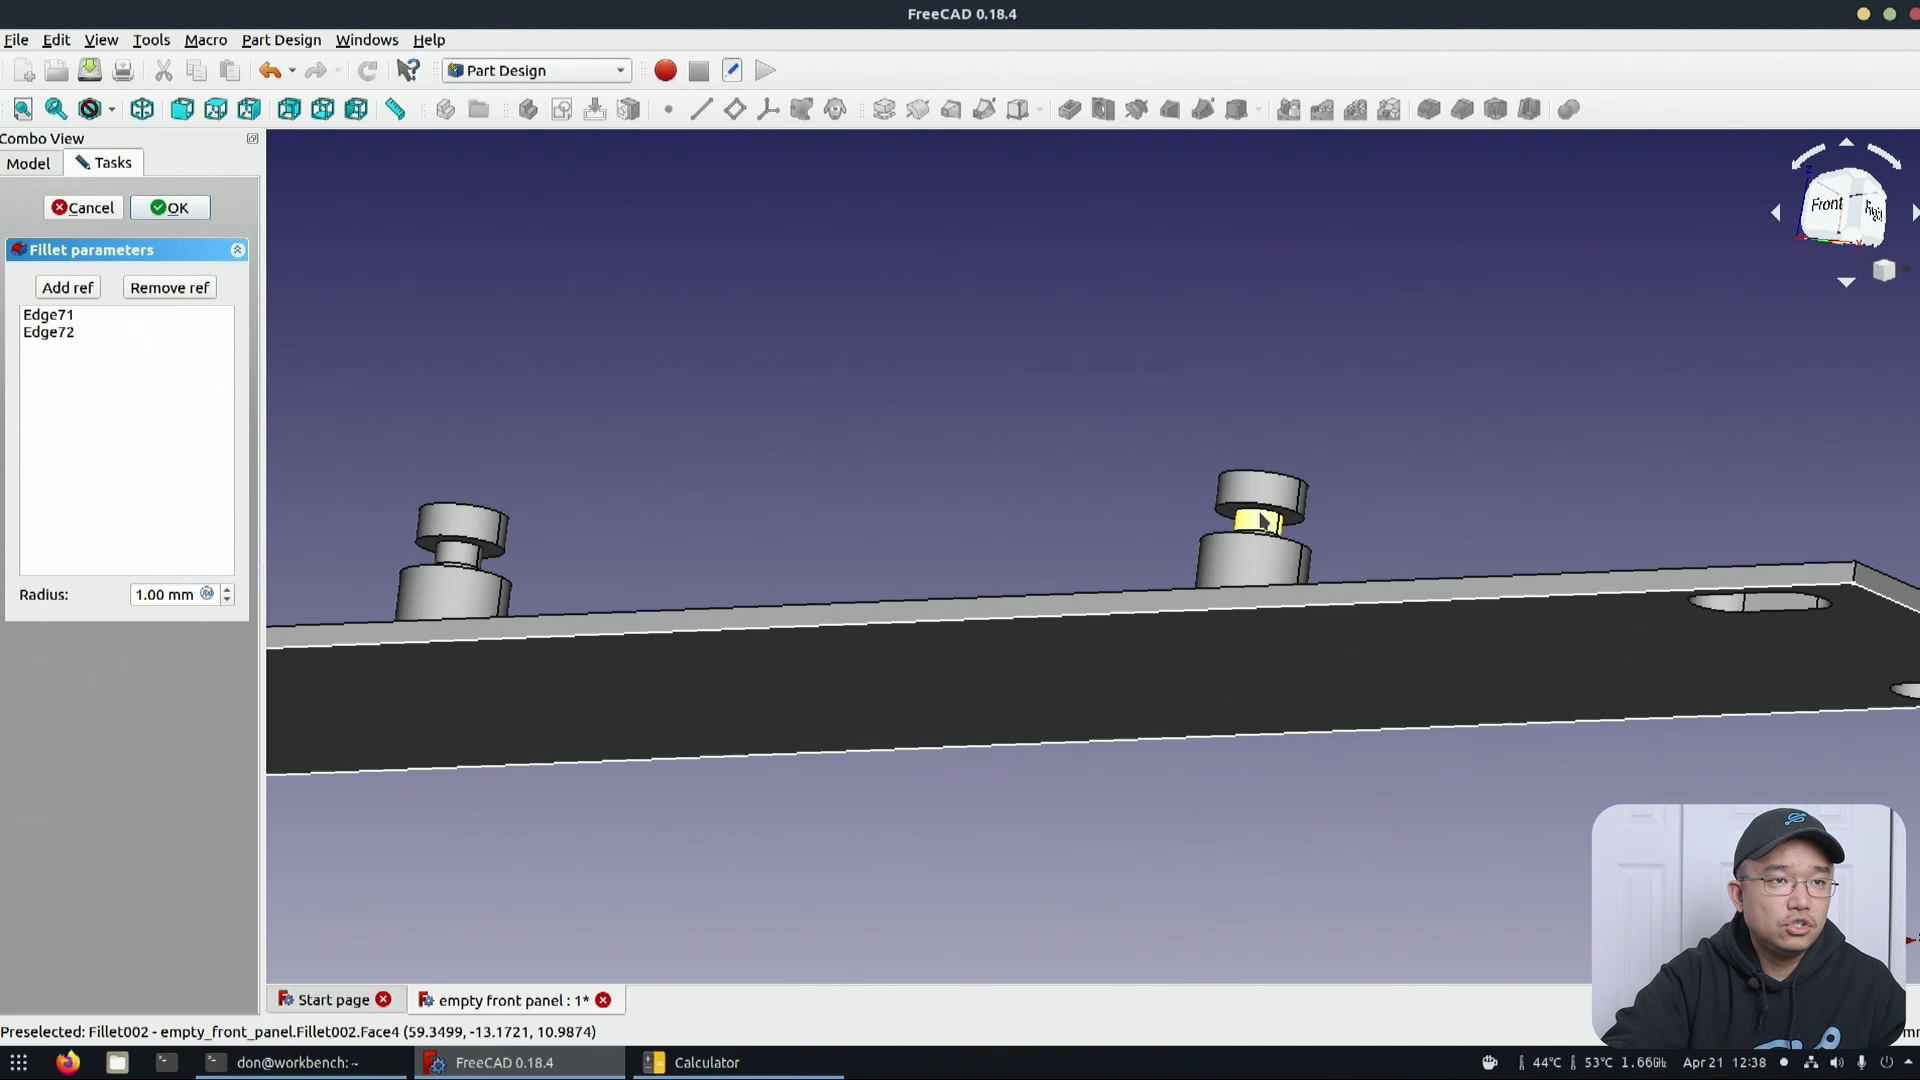 FreeCAD 0.18.4
File Edit View Tools Macro Part Design Windows Help
Part Design
Combo View
Model Tasks
Cancel OK
Fillet parameters
Add ref Remove ref
Edge71
Edge72
Radius: 1.00 mm
Front Right
Start page empty front panel : 1*
Preselected: Fillet002 - empty_front_panel.Fillet002.Face4 (59.3499, -13.1721, 10.9874)
don@workbench: ~ FreeCAD 0.18.4 Calculator 44°C 53°C 1.66GHz Apr 21 12:38